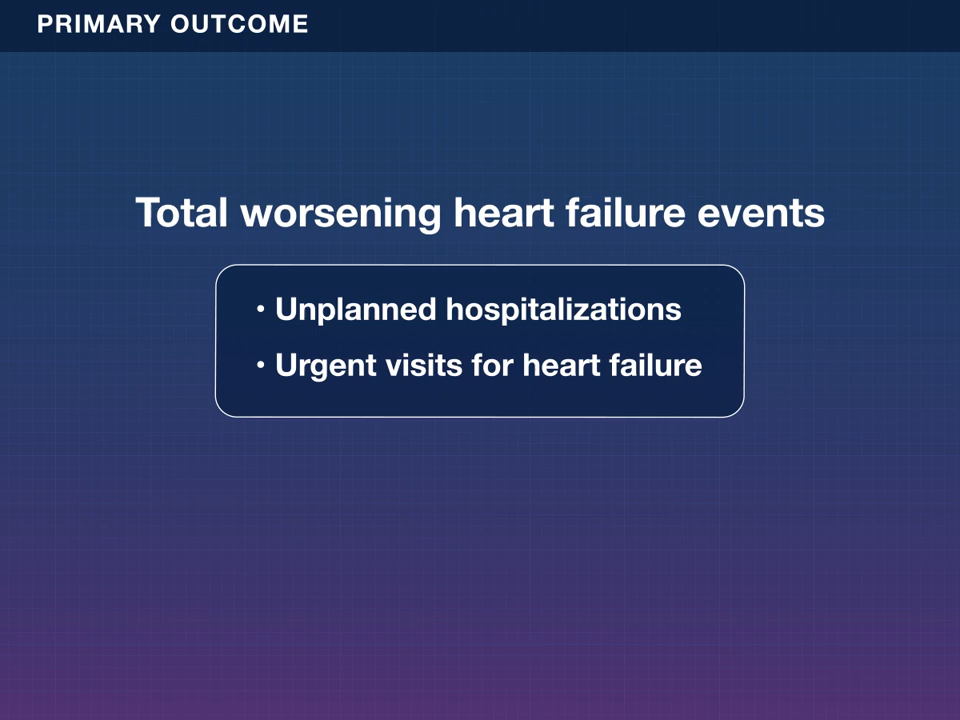 PRIMARY OUTCOME
Total worsening heart failure events
• Unplanned hospitalizations
• Urgent visits for heart failure